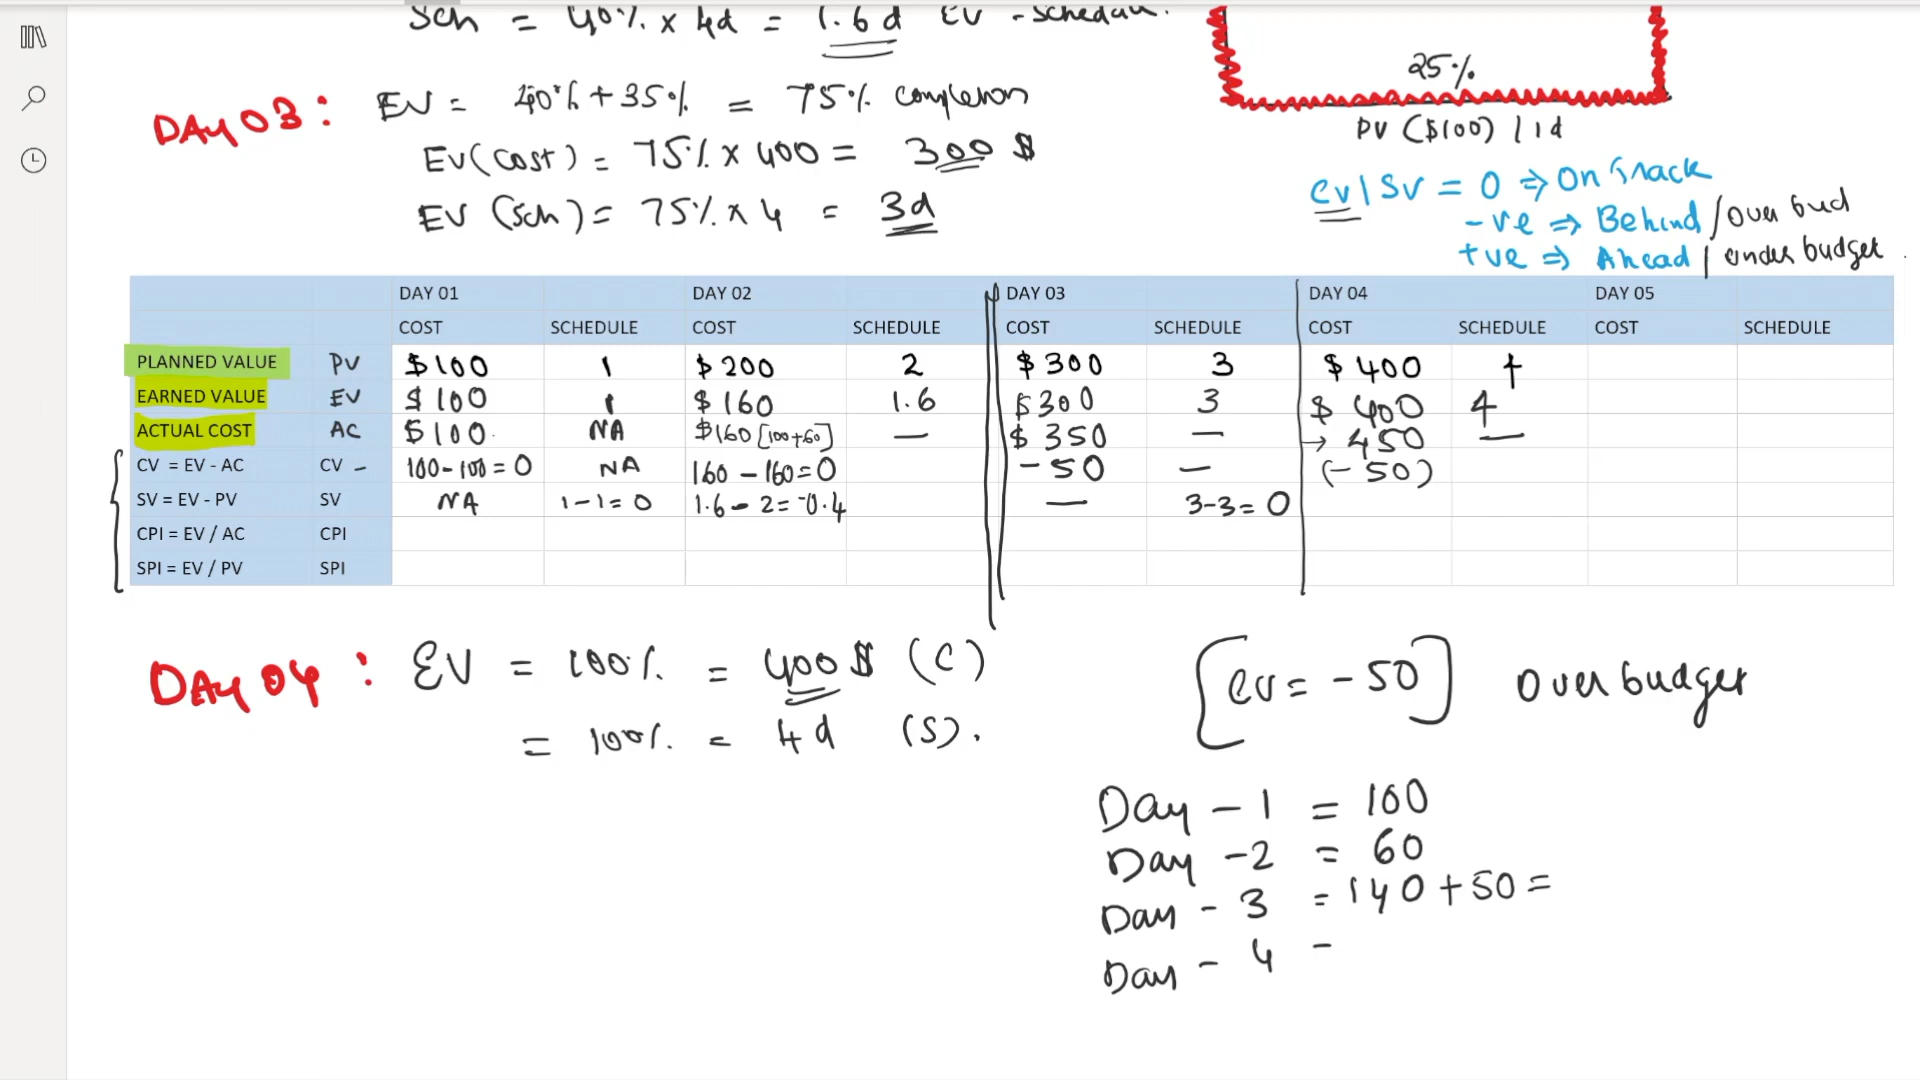 Sch = 40% x 4d = 1.6 d EV - Schedule.
25%
PV ($100) / 1d
DAY 03 : EV = 40% + 35% = 75% completion
EV (Cost) = 75% x 400 = 300 $
EV (Sch) = 75% x 4 = 3d
CV | SV = 0 => On Track
-ve => Behind / Over bud
+ve => Ahead / under budget
DAY 01 DAY 02 DAY 03 DAY 04 DAY 05
COST SCHEDULE COST SCHEDULE COST SCHEDULE COST SCHEDULE COST SCHEDULE
PLANNED VALUE PV $100 1 $200 2 $300 3 $400 4
EARNED VALUE EV $100 1 $160 1.6 $300 3 $400 4
ACTUAL COST AC $100 NA $160 [100+60] — $350 — → 450 —
CV = EV - AC CV - 100-100=0 NA 160-160=0 -50 — (-50)
SV = EV - PV SV NA 1-1=0 1.6-2=-0.4 — 3-3=0
CPI = EV / AC CPI
SPI = EV / PV SPI
DAY 04 : EV = 100% = 400 $ (C)
= 100% = 4d (S).
[CV = -50] Over budget
Day - 1 = 100
Day - 2 = 60
Day - 3 = 140 + 50 =
Day - 4 =